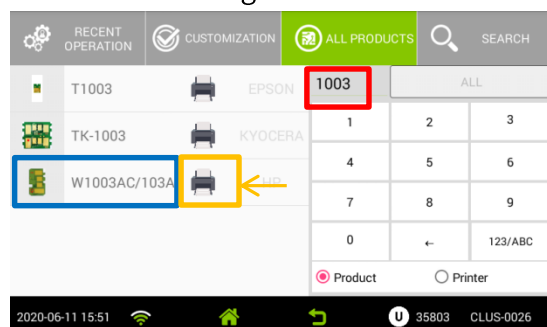 RECENT OPERATION
CUSTOMIZATION
ALL PRODUCTS
SEARCH
T1003 EPSON
1003 ALL
TK-1003 KYOCERA
W1003AC/103A HP
1 2 3
4 5 6
7 8 9
0 ← 123/ABC
Product Printer
2020-06-11 15:51 U 35803 CLUS-0026